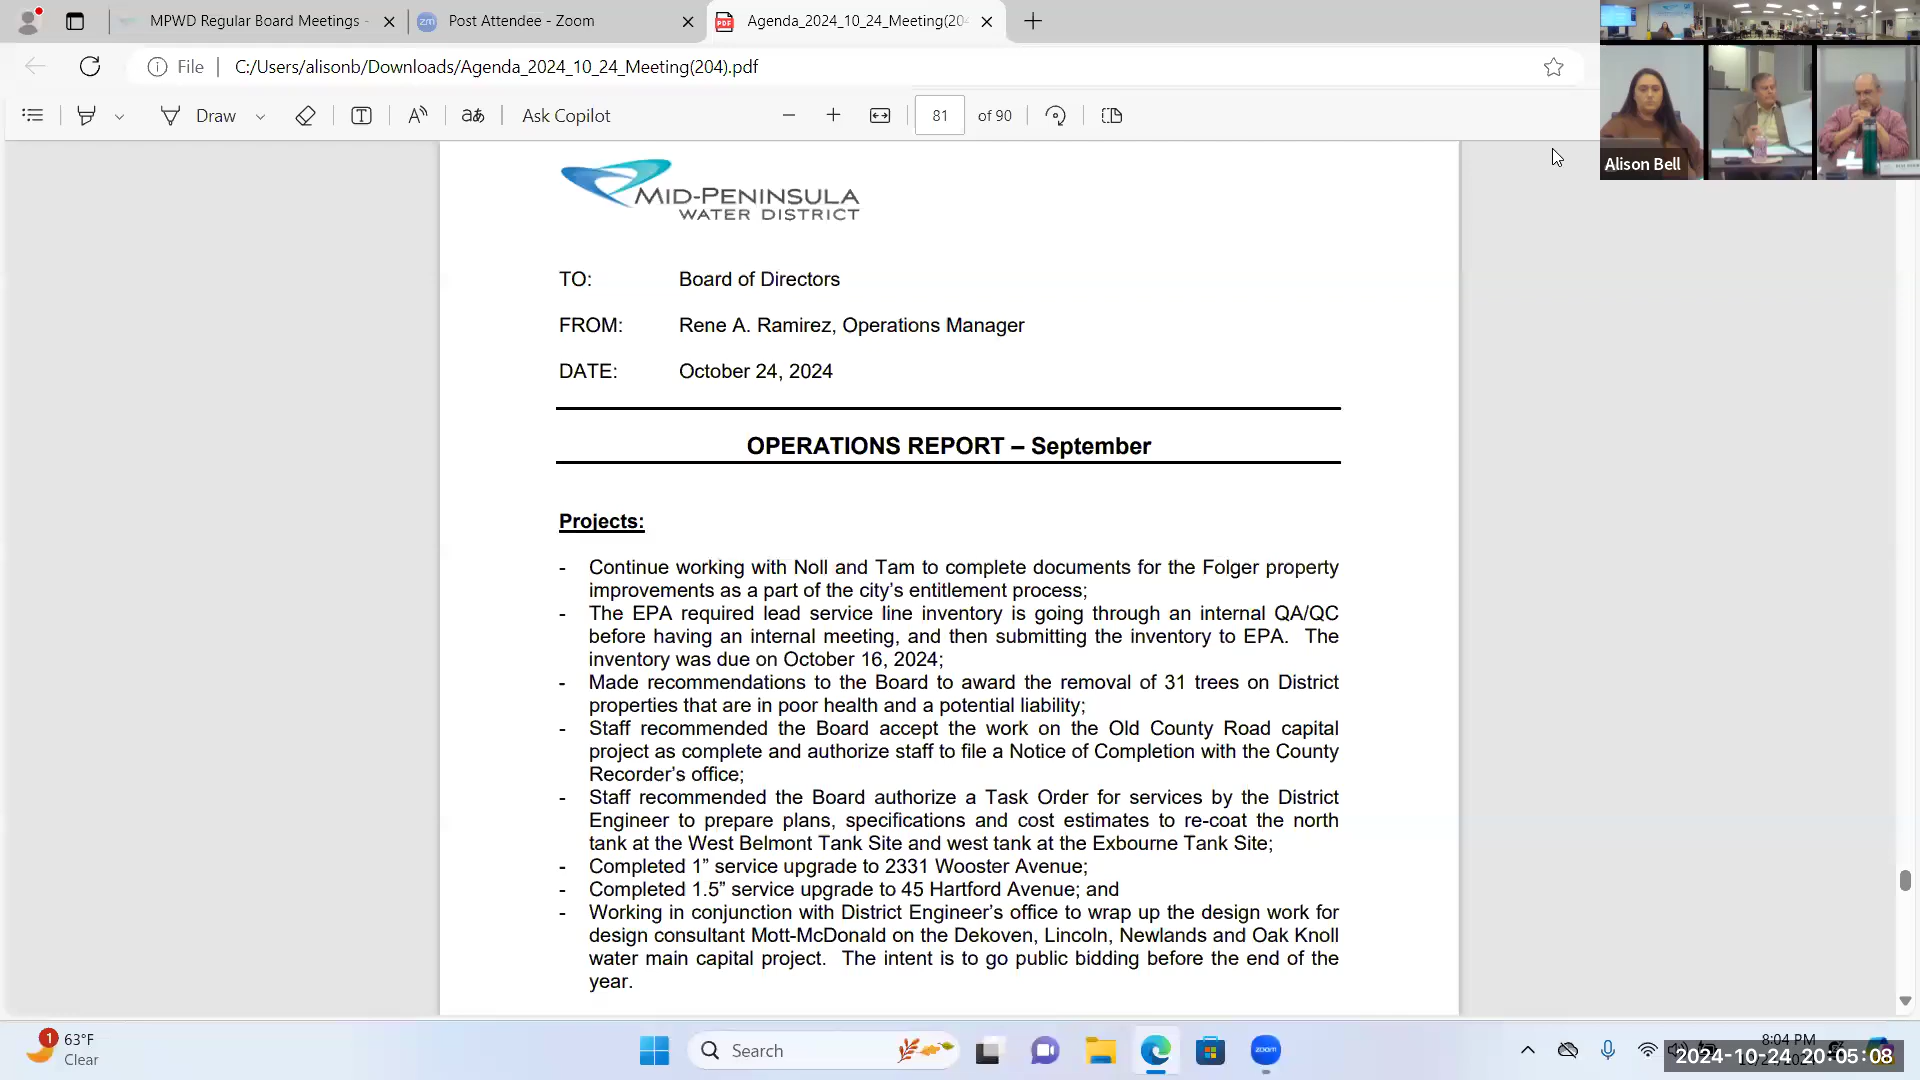 MPWD Regular Board Meetings -
Post Attendee - Zoom
Agenda_2024_10_24_Meeting(204
File
C:/Users/alisonb/Downloads/Agenda_2024_10_24_Meeting(204).pdf
Draw
Ask Copilot
81 of 90
Alison Bell
MID-PENINSULA
WATER DISTRICT
TO: Board of Directors
FROM: Rene A. Ramirez, Operations Manager
DATE: October 24, 2024
OPERATIONS REPORT – September
Projects:
- Continue working with Noll and Tam to complete documents for the Folger property
improvements as a part of the city's entitlement process;
- The EPA required lead service line inventory is going through an internal QA/QC
before having an internal meeting, and then submitting the inventory to EPA. The
inventory was due on October 16, 2024;
- Made recommendations to the Board to award the removal of 31 trees on District
properties that are in poor health and a potential liability;
- Staff recommended the Board accept the work on the Old County Road capital
project as complete and authorize staff to file a Notice of Completion with the County
Recorder's office;
- Staff recommended the Board authorize a Task Order for services by the District
Engineer to prepare plans, specifications and cost estimates to re-coat the north
tank at the West Belmont Tank Site and west tank at the Exbourne Tank Site;
- Completed 1” service upgrade to 2331 Wooster Avenue;
- Completed 1.5” service upgrade to 45 Hartford Avenue; and
- Working in conjunction with District Engineer's office to wrap up the design work for
design consultant Mott-McDonald on the Dekoven, Lincoln, Newlands and Oak Knoll
water main capital project. The intent is to go public bidding before the end of the
year.
1
63°F
Clear
Search
zoom
8:04 PM
2024-10-24 20:05:08